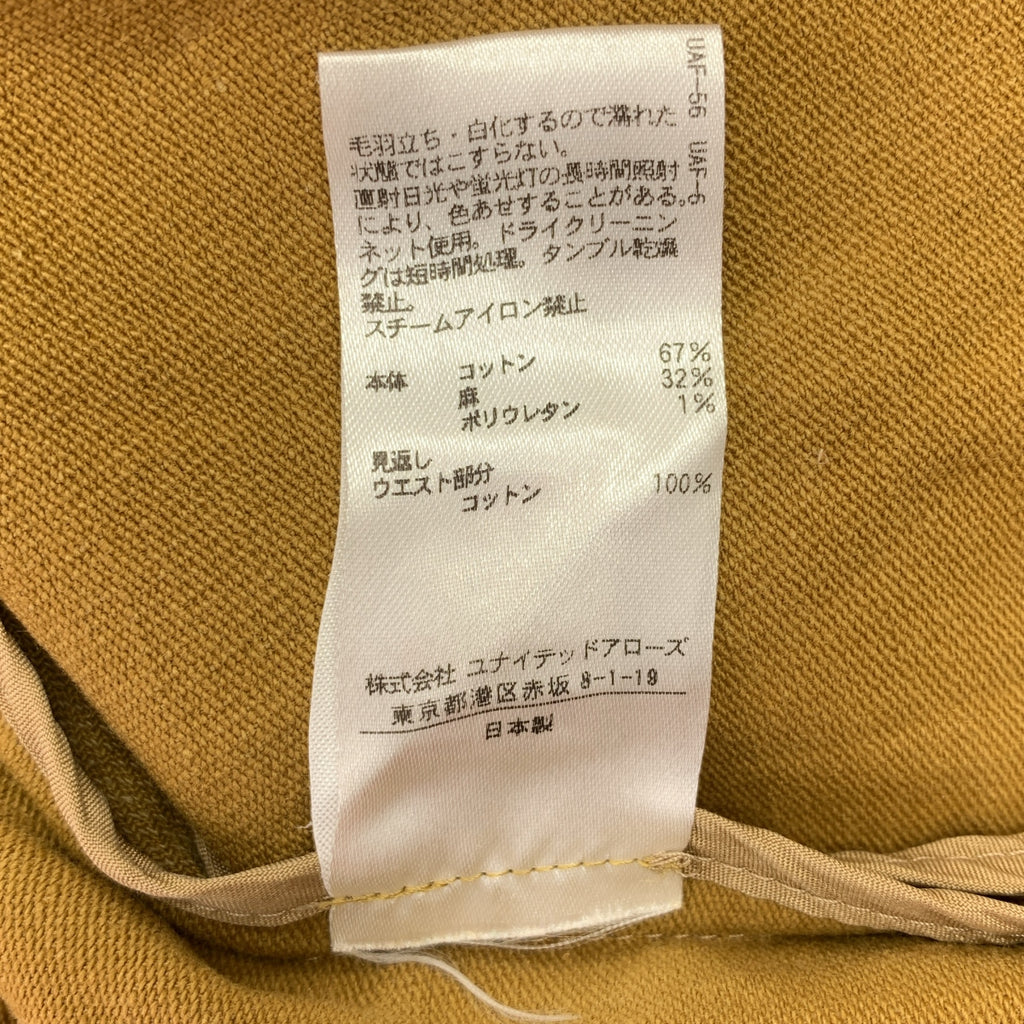 毛羽立ち・白化するので濡れた
状態ではこすらない。
直射日光や蛍光灯の長時間照射
により、色あせすることがある。
ネット使用。ドライクリーニン
グは短時間処理。タンブル乾燥
禁止。
スチームアイロン禁止
本体 コットン 67%
麻 32%
ポリウレタン 1%
見返し
ウエスト部分
コットン 100%
株式会社 ユナイテッドアローズ
東京都港区赤坂 8-1-19
日本製
UAF-56 UAF-よ